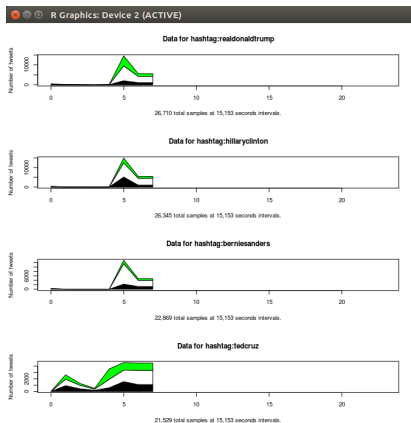 R Graphics: Device 2 (ACTIVE)
Data for hashtag:realdonaldtrump
Number of tweets
0 10000
0 5 10 15 20
26,710 total samples at 15,153 seconds intervals.
Data for hashtag:hillaryclinton
Number of tweets
0 10000
0 5 10 15 20
26,345 total samples at 15,153 seconds intervals.
Data for hashtag:berniesanders
Number of tweets
0 6000
0 5 10 15 20
22,869 total samples at 15,153 seconds intervals.
Data for hashtag:tedcruz
Number of tweets
0 2000
0 5 10 15 20
21,529 total samples at 15,153 seconds intervals.